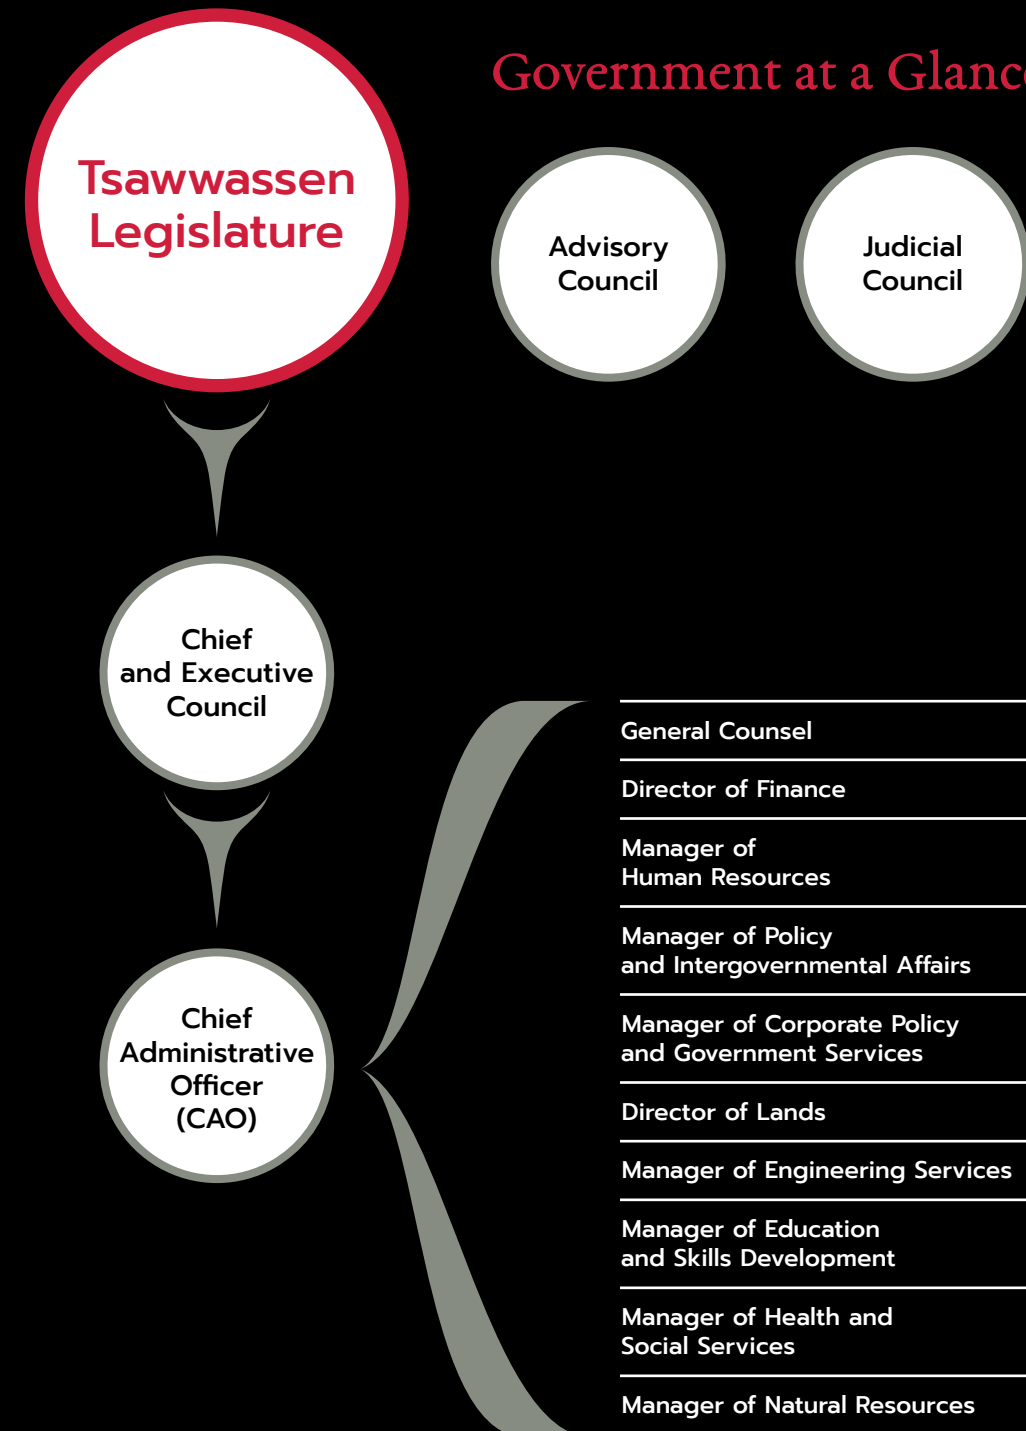 Government at a Glance
Tsawwassen
Legislature
Advisory
Council
Judicial
Council
Chief
and Executive
Council
Chief
Administrative
Officer
(CAO)
General Counsel
Director of Finance
Manager of
Human Resources
Manager of Policy
and Intergovernmental Affairs
Manager of Corporate Policy
and Government Services
Director of Lands
Manager of Engineering Services
Manager of Education
and Skills Development
Manager of Health and
Social Services
Manager of Natural Resources